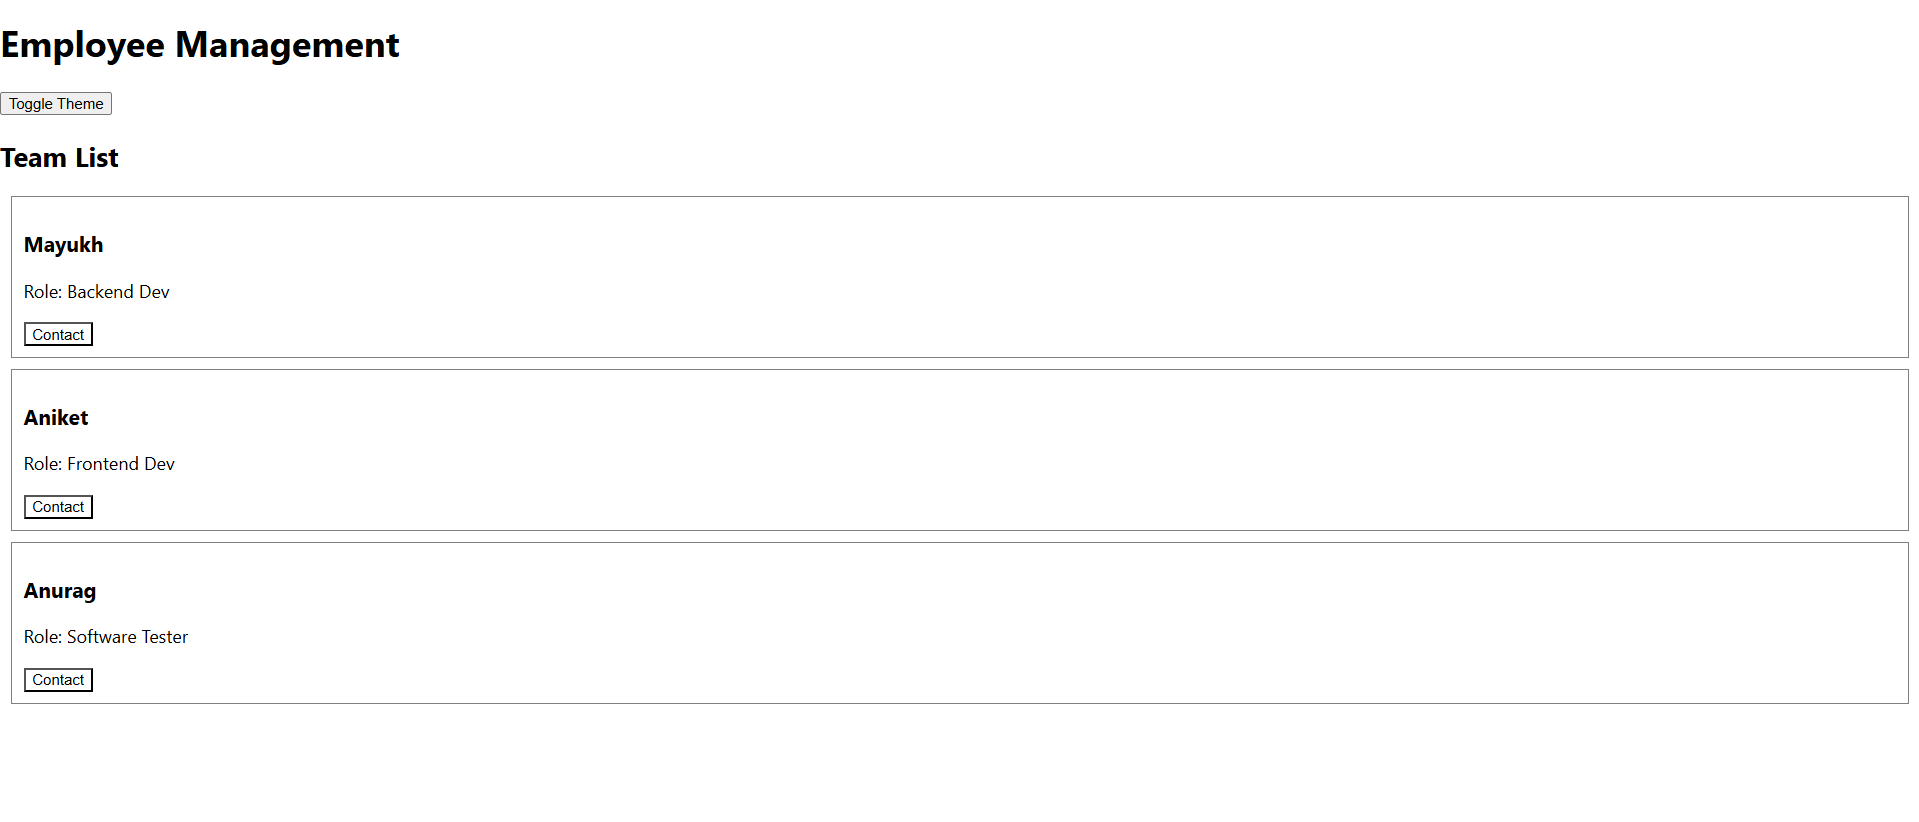 Employee Management
Toggle Theme
Team List
Mayukh
Role: Backend Dev
Contact
Aniket
Role: Frontend Dev
Contact
Anurag
Role: Software Tester
Contact